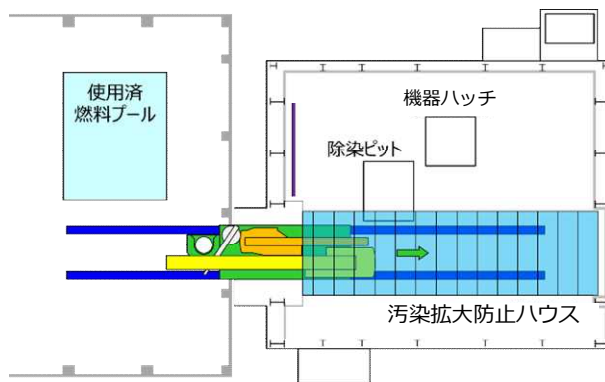 使用済
燃料プール
機器ハッチ
除染ピット
汚染拡大防止ハウス